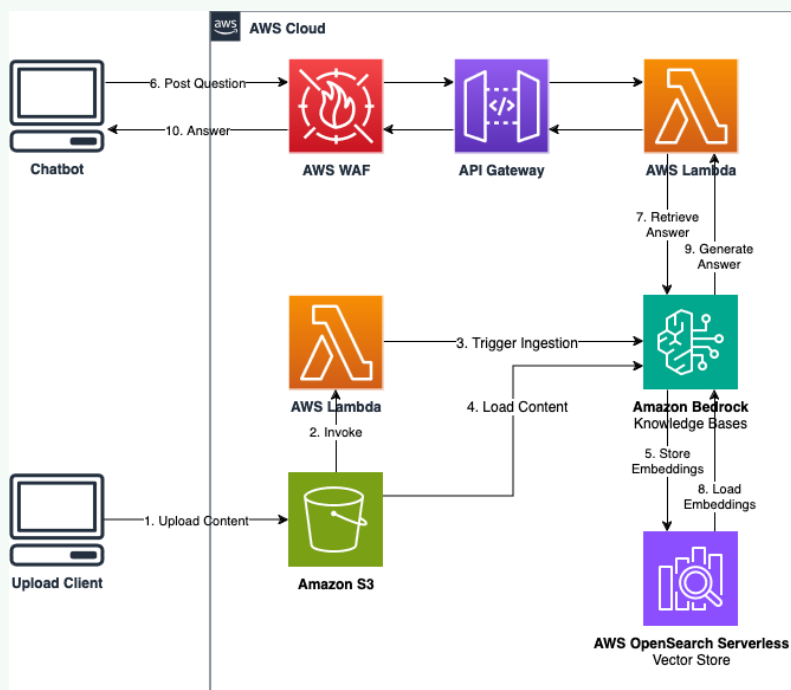 aws
AWS Cloud
6. Post Question
10. Answer
Chatbot
AWS WAF
API Gateway
AWS Lambda
7. Retrieve
Answer
9. Generate
Answer
3. Trigger Ingestion
AWS Lambda
4. Load Content
Amazon Bedrock
Knowledge Bases
2. Invoke
5. Store
Embeddings
8. Load
Embeddings
1. Upload Content
Upload Client
Amazon S3
AWS OpenSearch Serverless
Vector Store